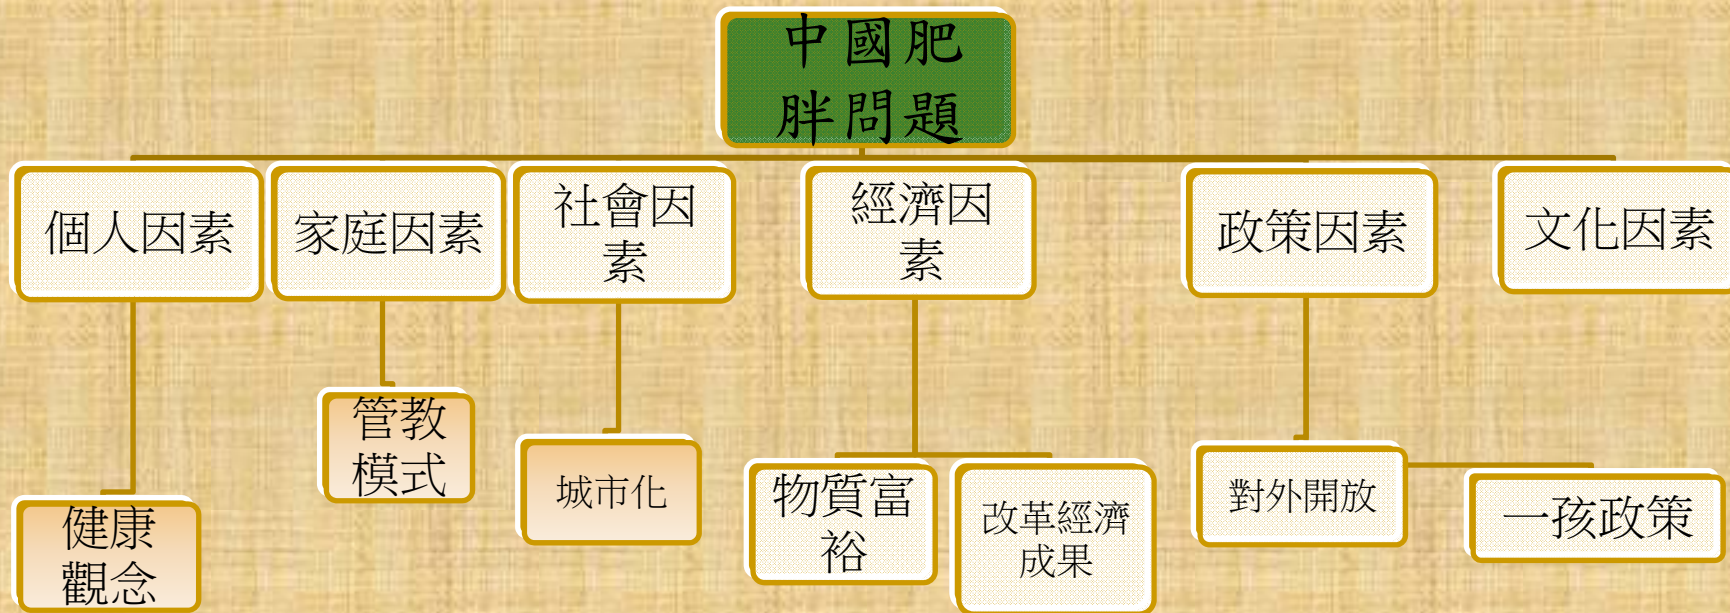 中國肥
胖問題
個人因素
家庭因素
社會因
素
經濟因
素
政策因素
文化因素
健康
觀念
管教
模式
城市化
物質富
裕
改革經濟
成果
對外開放
一孩政策